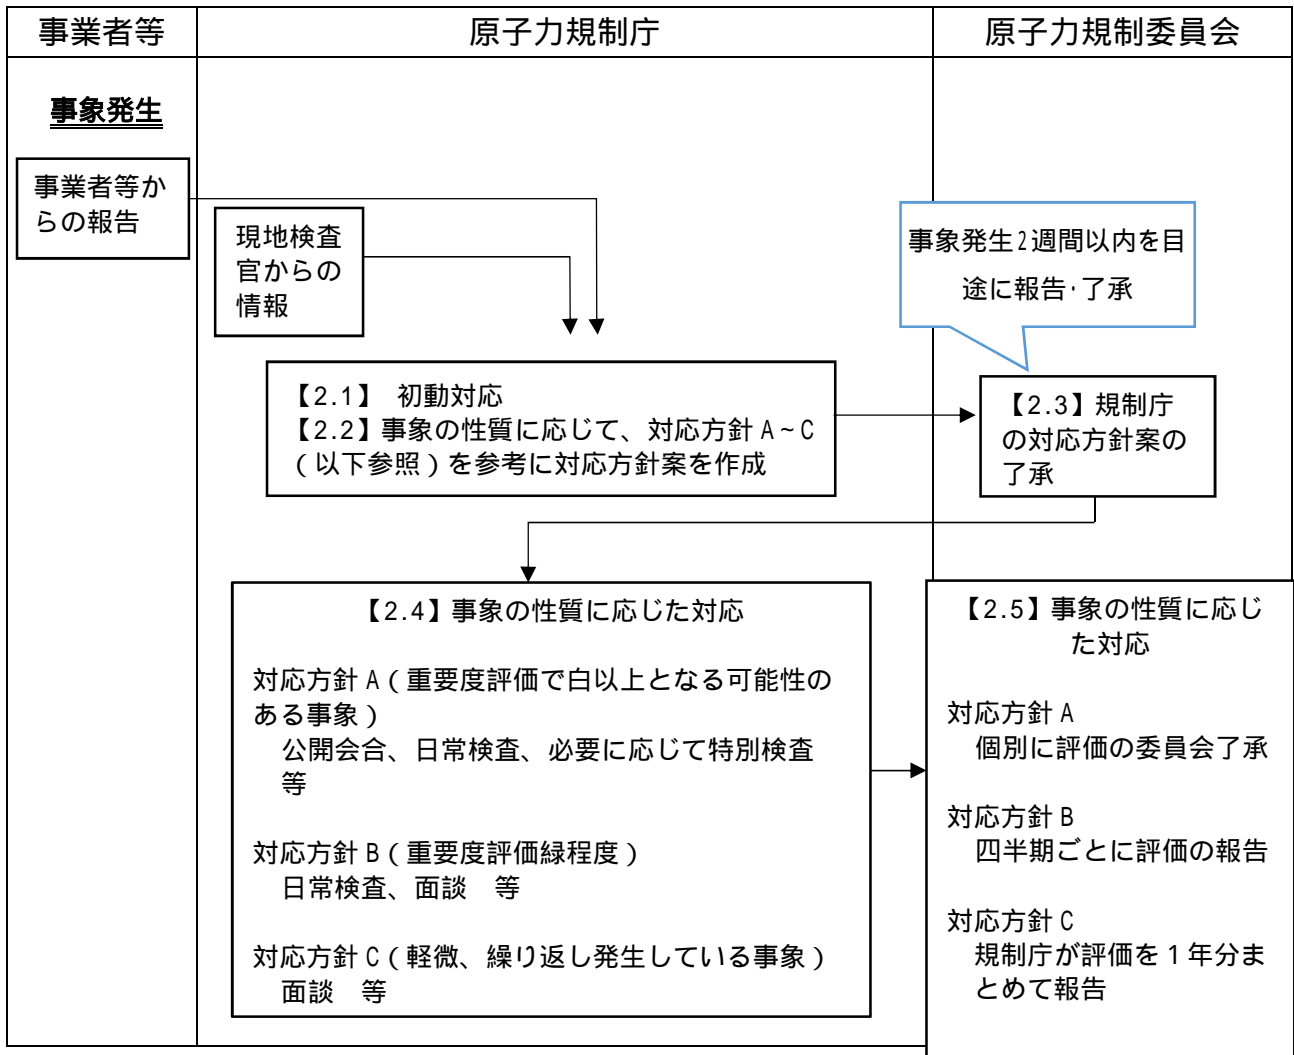 事業者等
原子力規制庁
原子力規制委員会
事象発生
事業者等か
らの報告
現地検査
官からの
情報
事象発生2週間以内を目
途に報告・了承
【2.1】 初動対応
【2.2】事象の性質に応じて、対応方針A~C
(以下参照)を参考に対応方針案を作成
【2.3】規制庁
の対応方針案の
了承
【2.4】事象の性質に応じた対応
対応方針A(重要度評価で白以上となる可能性の
ある事象)
公開会合、日常検査、必要に応じて特別検査
等
対応方針B(重要度評価緑程度)
日常検査、面談 等
対応方針C(軽微、繰り返し発生している事象)
面談 等
【2.5】事象の性質に応じ
た対応
対応方針A
個別に評価の委員会了承
対応方針B
四半期ごとに評価の報告
対応方針C
規制庁が評価を1年分ま
とめて報告